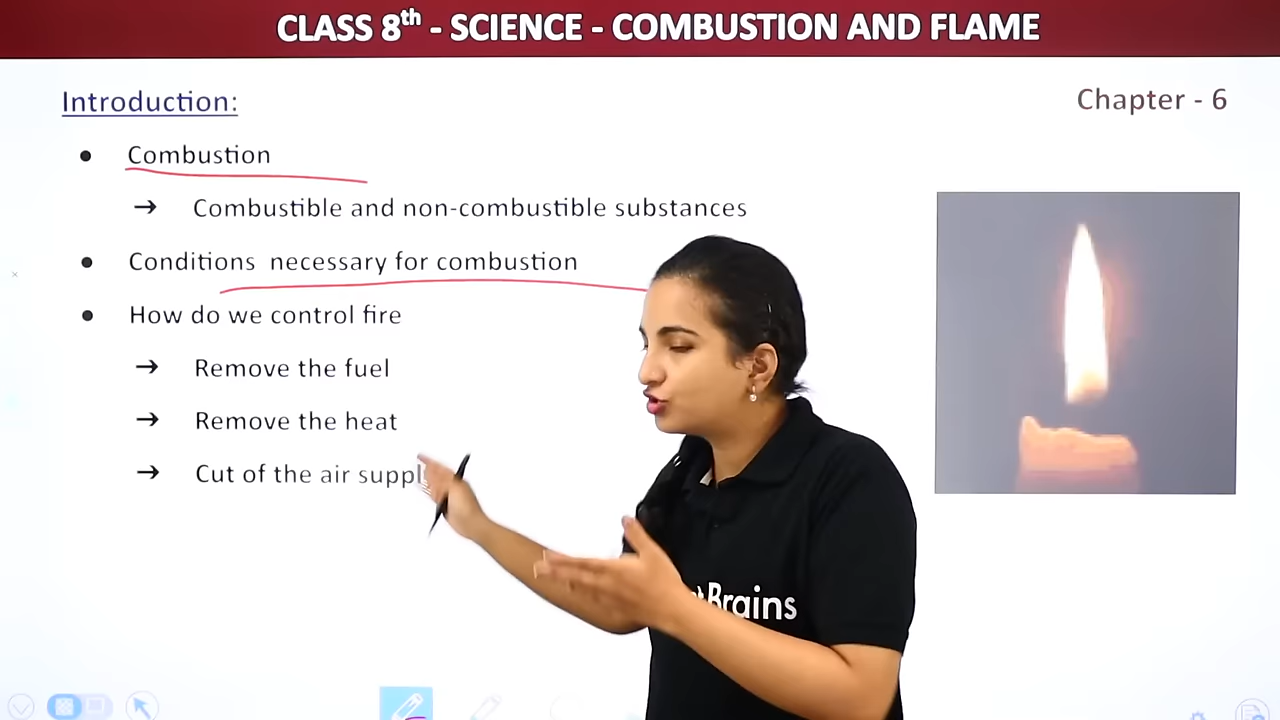 CLASS 8th - SCIENCE - COMBUSTION AND FLAME
Introduction:
Chapter - 6
● Combustion
→ Combustible and non-combustible substances
● Conditions necessary for combustion
● How do we control fire
→ Remove the fuel
→ Remove the heat
→ Cut of the air suppl
Brains